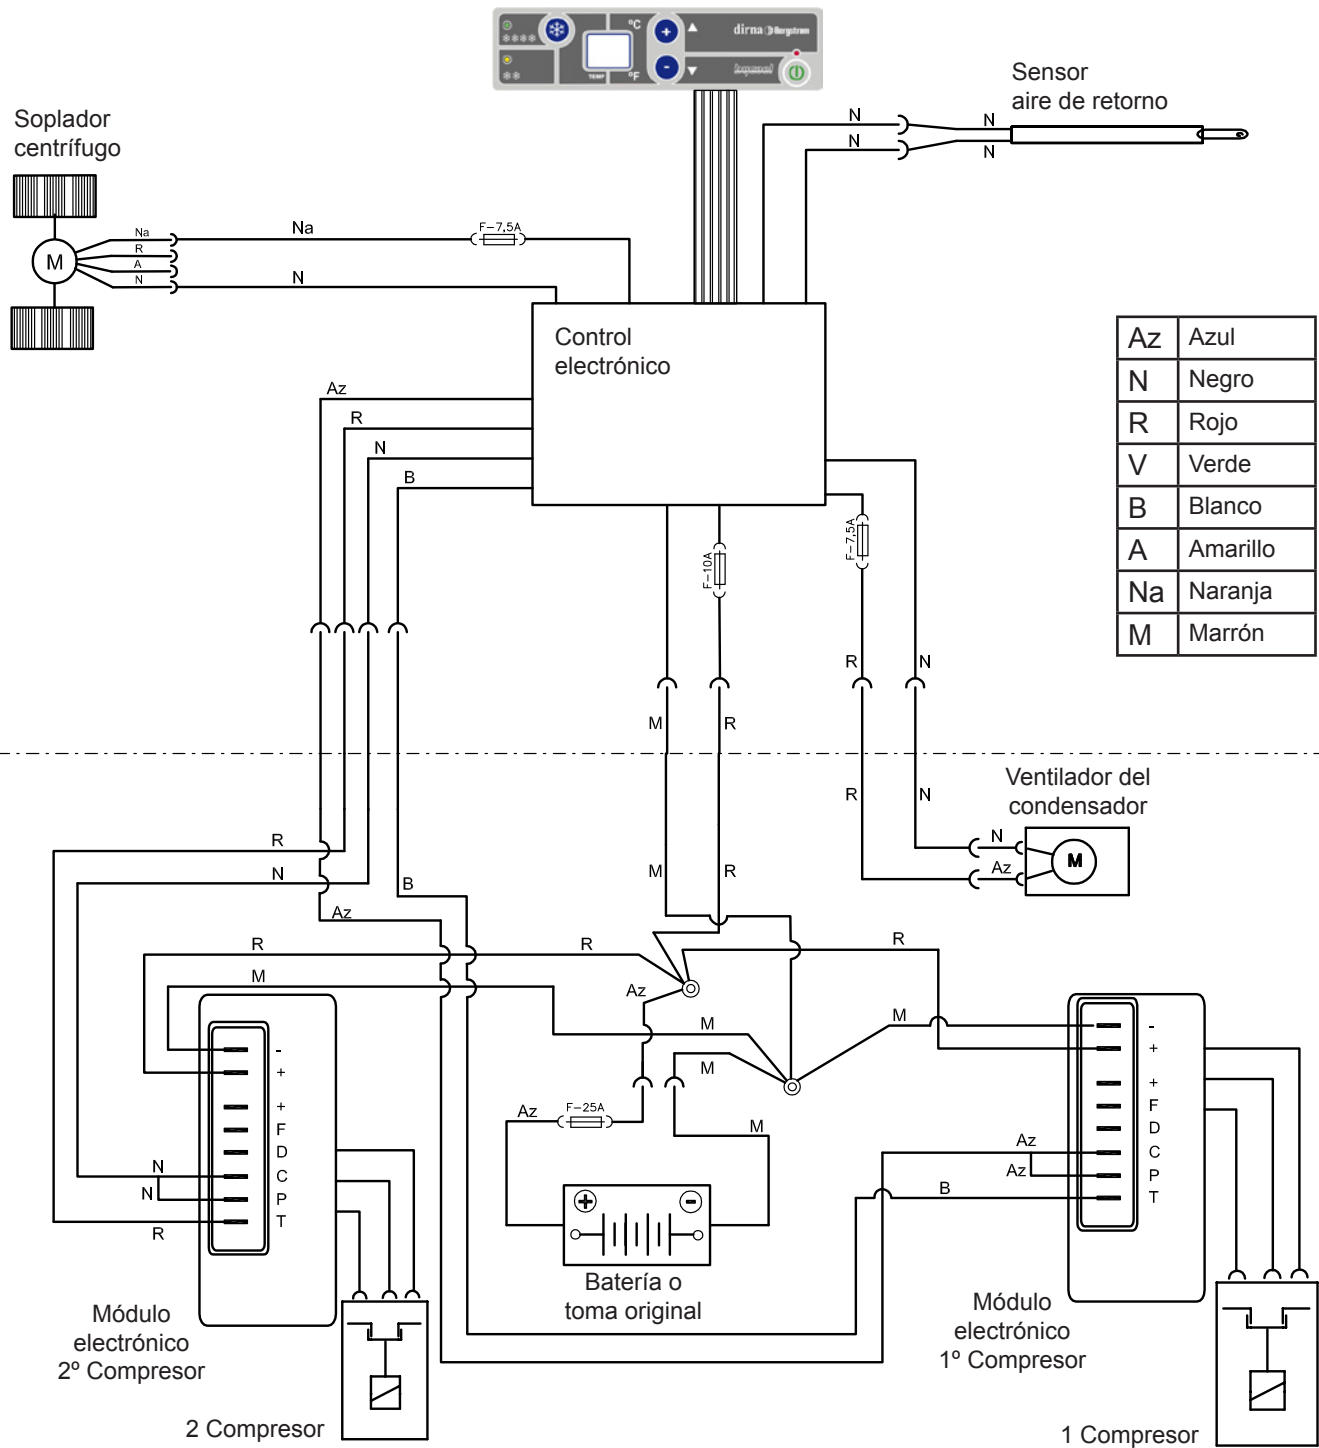 °C
dirna Bergstrom
TEMP
°F
Sensor
aire de retorno
N
N
N
N
Soplador
centrífugo
M
Na
R
A
N
Na
N
F-7,5A
Control
electrónico
Az
R
N
B
F-10A
F-7,5A
Az Azul
N Negro
R Rojo
V Verde
B Blanco
A Amarillo
Na Naranja
M Marrón
R
N
M
R
Ventilador del
condensador
R
N
R
N
M
R
N
Az
M
B
Az
R
R
R
M
Az
M
M
M
-
+
+
F
D
C
P
T
N
N
R
Az
F-25A
M
+
-
Batería o
toma original
-
+
+
F
D
C
P
T
Az
Az
B
Módulo
electrónico
2º Compresor
2 Compresor
Módulo
electrónico
1º Compresor
1 Compresor